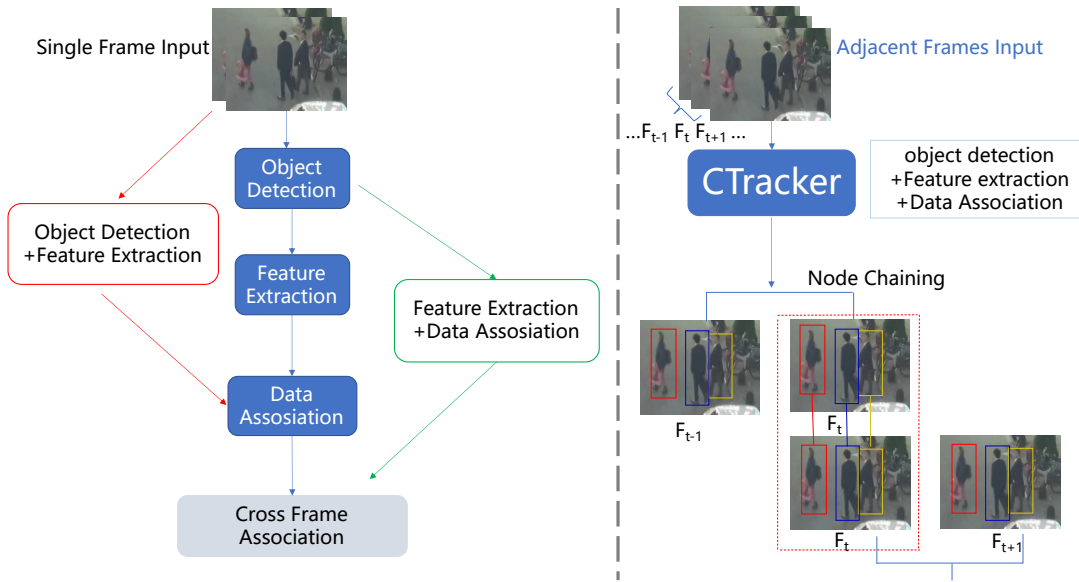 Single Frame Input
Object
Detection
Object Detection
+Feature Extraction
Feature
Extraction
Feature Extraction
+Data Assosiation
Data
Assosiation
Cross Frame
Association
Adjacent Frames Input
...Ft-1 Ft Ft+1 ...
CTracker
object detection
+Feature extraction
+Data Association
Node Chaining
Ft-1
Ft
Ft
Ft+1